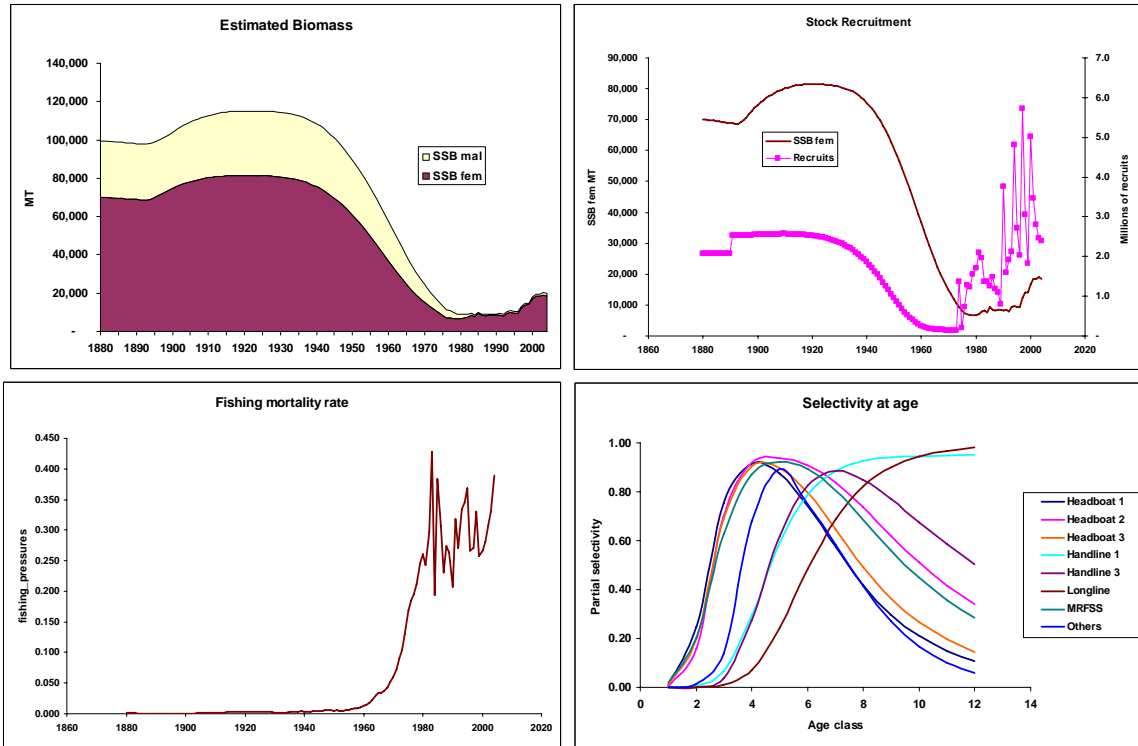 Estimated Biomass
MT
140,000
120,000
100,000
80,000
60,000
40,000
20,000
-
1880 1890 1900 1910 1920 1930 1940 1950 1960 1970 1980 1990 2000
SSB mal
SSB fem
Stock Recruitment
SSB fem MT
90,000
80,000
70,000
60,000
50,000
40,000
30,000
20,000
10,000
-
1860 1880 1900 1920 1940 1960 1980 2000 2020
7.0
6.0
5.0
4.0
3.0
2.0
1.0
-
Millions of recruits
SSB fem
Recruits
Fishing mortality rate
fishing_pressures
0.450
0.400
0.350
0.300
0.250
0.200
0.150
0.100
0.050
0.000
1860 1880 1900 1920 1940 1960 1980 2000 2020
Selectivity at age
Partial selectivity
1.00
0.80
0.60
0.40
0.20
0.00
0 2 4 6 8 10 12 14
Age class
Headboat 1
Headboat 2
Headboat 3
Handline 1
Handline 3
Longline
MRFSS
Others